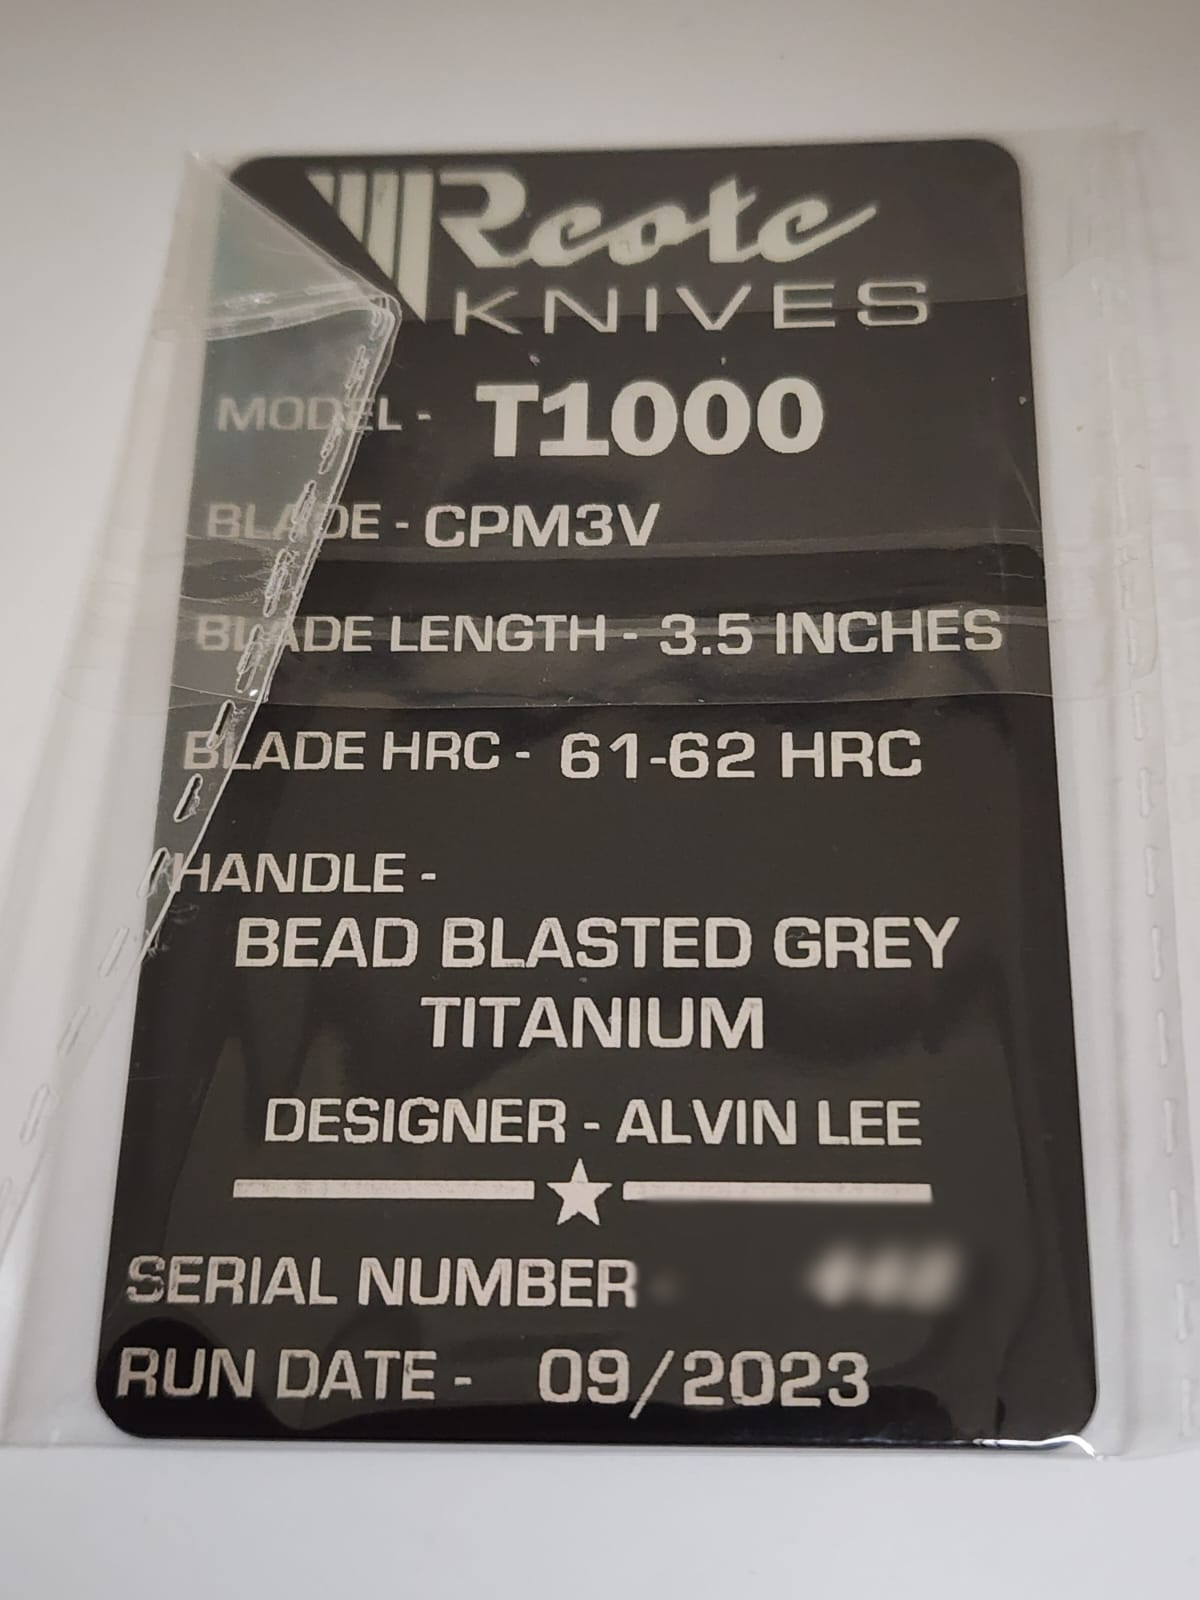 Reote
KNIVES
MODEL - T1000
BLADE - CPM3V
BLADE LENGTH - 3.5 INCHES
BLADE HRC - 61-62 HRC
HANDLE -
BEAD BLASTED GREY
TITANIUM
DESIGNER - ALVIN LEE
SERIAL NUMBER
RUN DATE - 09/2023